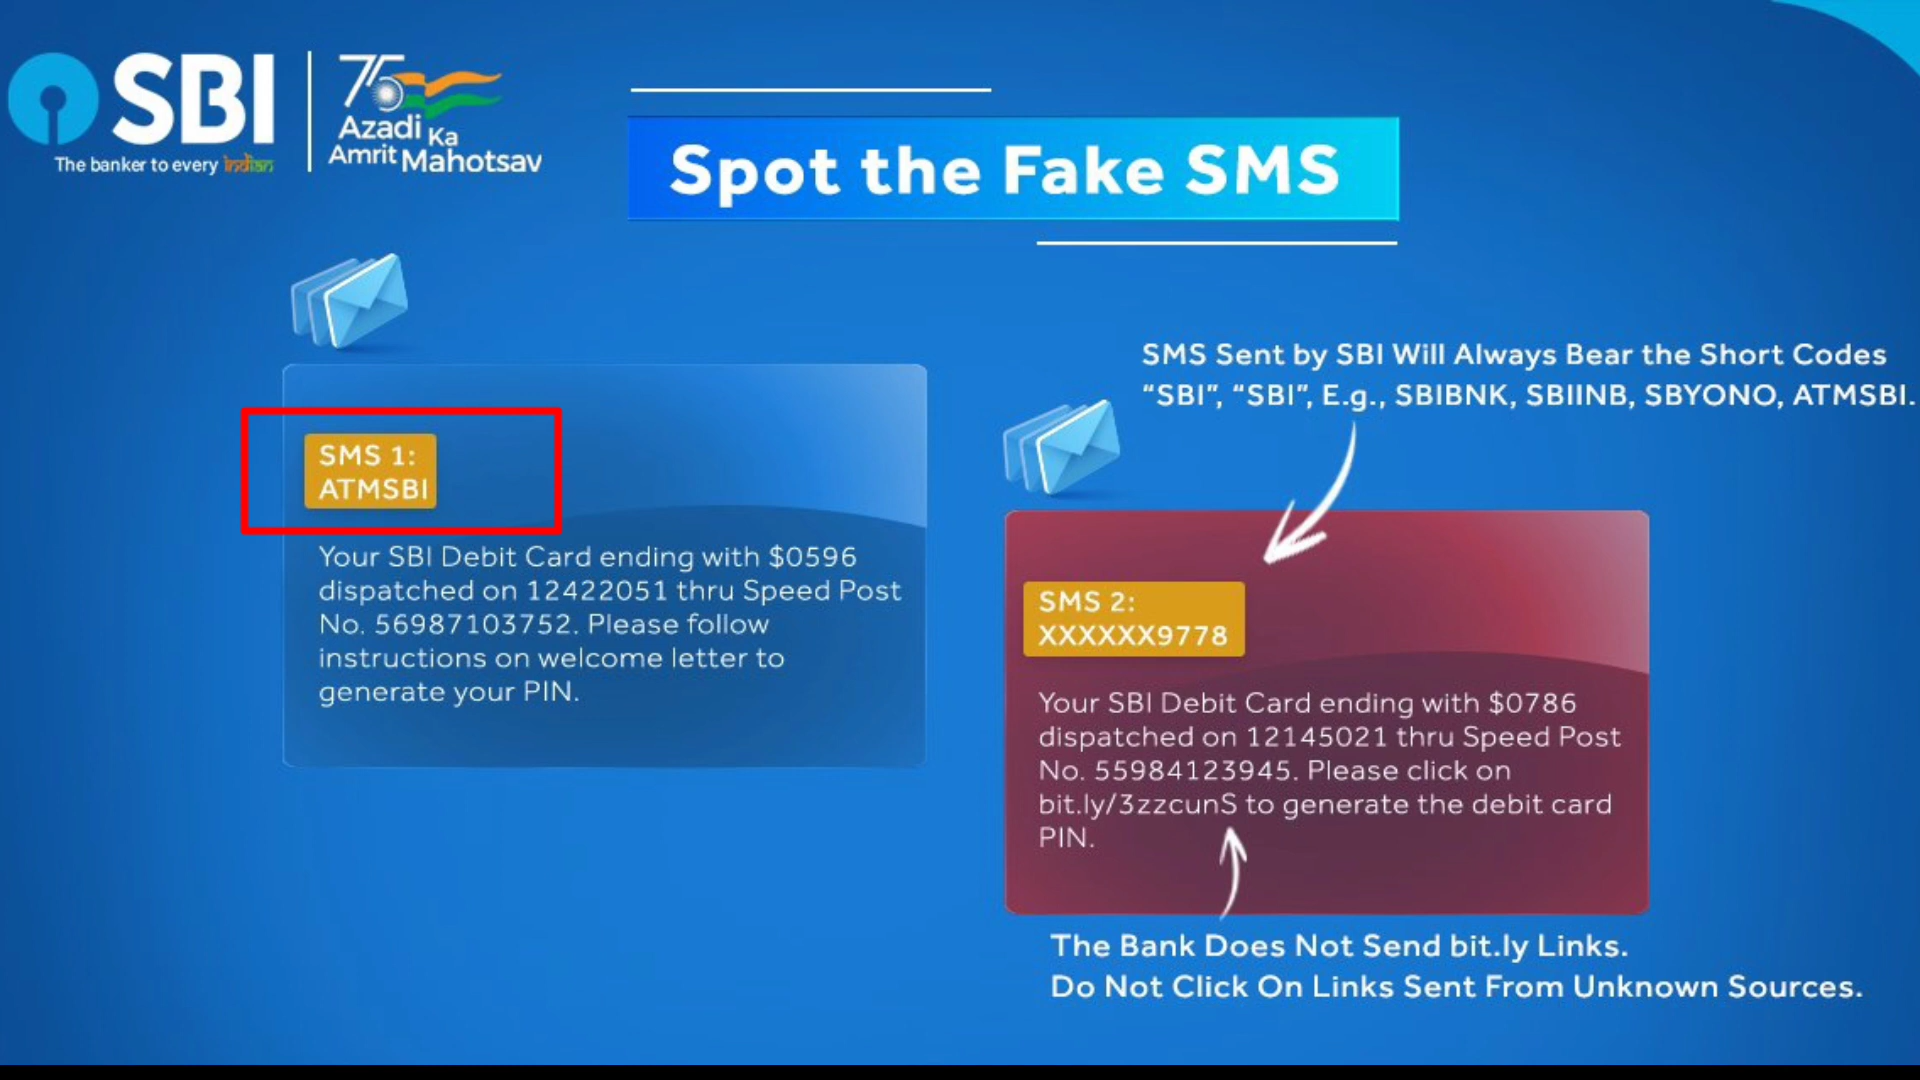 SBI
The banker to every indian
75
Azadi Ka
Amrit Mahotsav
Spot the Fake SMS
SMS 1:
ATMSBI
Your SBI Debit Card ending with $0596
dispatched on 12422051 thru Speed Post
No. 56987103752. Please follow
instructions on welcome letter to
generate your PIN.
SMS Sent by SBI Will Always Bear the Short Codes
“SBI”, “SBI”, E.g., SBIBNK, SBIINB, SBYONO, ATMSBI.
SMS 2:
XXXXXX9778
Your SBI Debit Card ending with $0786
dispatched on 12145021 thru Speed Post
No. 55984123945. Please click on
bit.ly/3zzcunS to generate the debit card
PIN.
The Bank Does Not Send bit.ly Links.
Do Not Click On Links Sent From Unknown Sources.